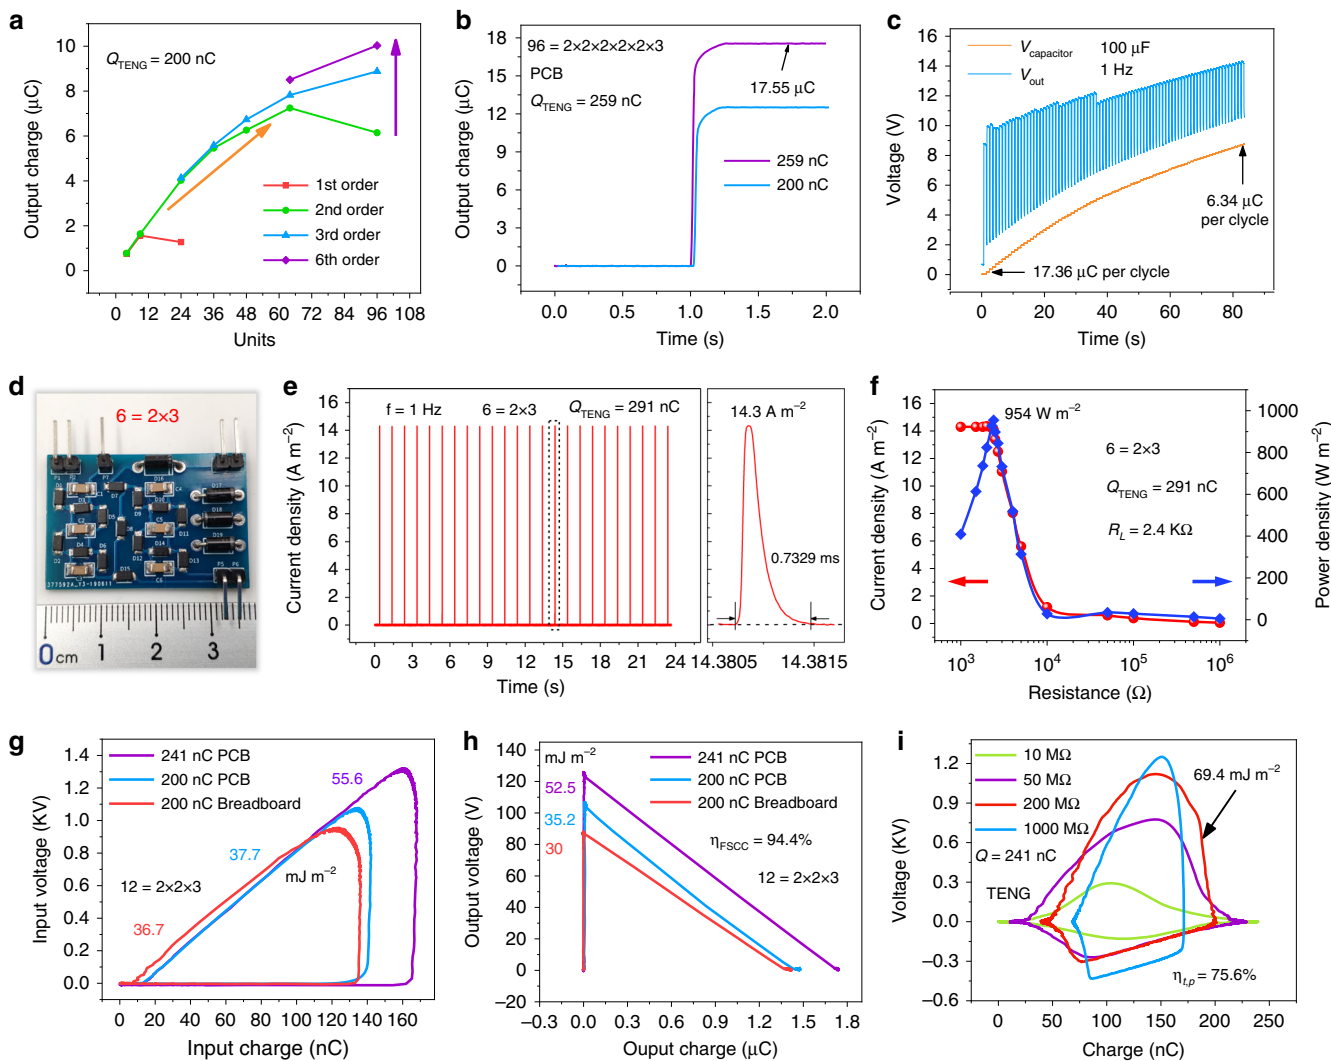 a
Output charge (μC)
10
8
6
4
2
0
Q_TENG = 200 nC
1st order
2nd order
3rd order
6th order
0 12 24 36 48 60 72 84 96 108
Units
b
Output charge (μC)
18
15
12
9
6
3
0
96 = 2×2×2×2×2×3
PCB
Q_TENG = 259 nC
17.55 μC
259 nC
200 nC
0.0 0.5 1.0 1.5 2.0
Time (s)
c
Voltage (V)
16
14
12
10
8
6
4
2
0
V_capacitor 100 μF
V_out 1 Hz
6.34 μC
per clycle
17.36 μC per clycle
0 20 40 60 80
Time (s)
d
6 = 2×3
P1 P2 P3 D16
D17
D18
D19
P5 P6
377592A_Y3-190611
0cm 1 2 3
e
Current density (A m⁻²)
16
14
12
10
8
6
4
2
0
f = 1 Hz 6 = 2×3 Q_TENG = 291 nC
0 3 6 9 12 15 18 21 24
Time (s)
14.3 A m⁻²
0.7329 ms
14.3805 14.3815
f
Current density (A m⁻²)
16
14
12
10
8
6
4
2
0
954 W m⁻²
6 = 2×3
Q_TENG = 291 nC
R_L = 2.4 KΩ
1000
800
600
400
200
0
Power density (W m⁻²)
10³ 10⁴ 10⁵ 10⁶
Resistance (Ω)
g
Input voltage (KV)
1.4
1.2
1.0
0.8
0.6
0.4
0.2
0.0
241 nC PCB
200 nC PCB
200 nC Breadboard
55.6
37.7
mJ m⁻²
12 = 2×2×3
36.7
0 20 40 60 80 100 120 140 160
Input charge (nC)
h
Output voltage (V)
140
120
100
80
60
40
20
0
−20
mJ m⁻²
52.5
35.2
30
241 nC PCB
200 nC PCB
200 nC Breadboard
η_FSCC = 94.4%
12 = 2×2×3
−0.3 0.0 0.3 0.6 0.9 1.2 1.5 1.8
Ouput charge (μC)
i
Voltage (KV)
1.2
0.9
0.6
0.3
0.0
−0.3
−0.6
10 MΩ
50 MΩ
200 MΩ
1000 MΩ
Q = 241 nC
TENG
69.4 mJ m⁻²
η_t,p = 75.6%
0 50 100 150 200 250
Charge (nC)